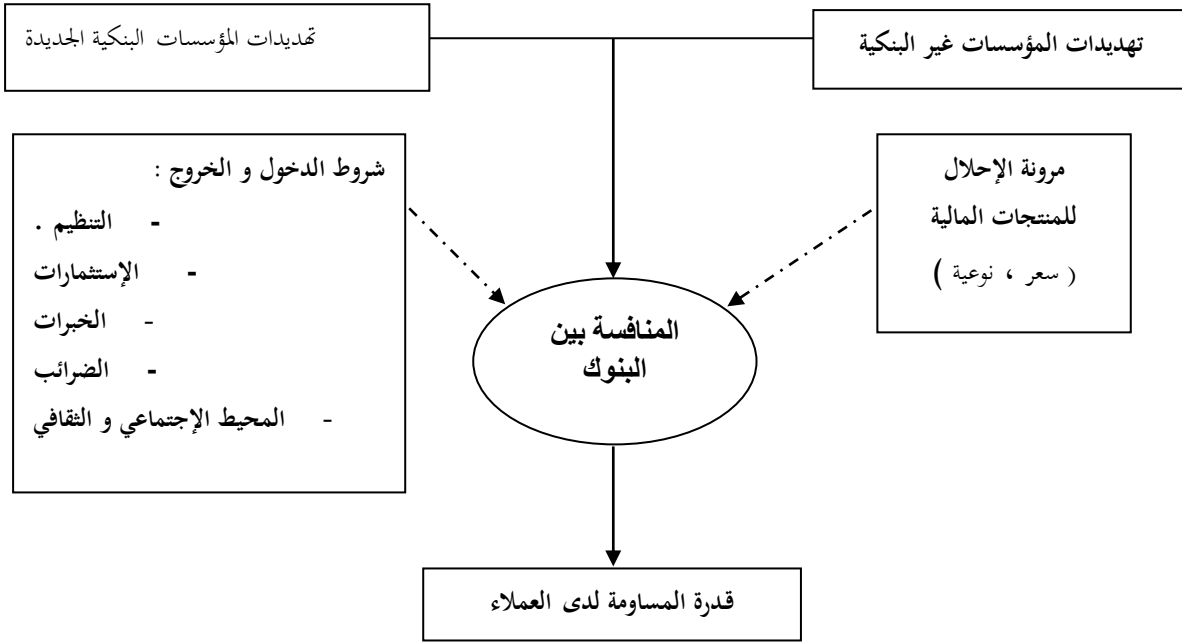 تهديدات المؤسسات غير البنكية
تهديدات المؤسسات البنكية الجديدة
مرونة الإحلال
للمنتجات المالية
( سعر ، نوعية )
شروط الدخول و الخروج :
- التنظيم .
- الإستثمارات
- الخبرات
- الضرائب
- المحيط الإجتماعي و الثقافي
المنافسة بين
البنوك
قدرة المساومة لدى العملاء